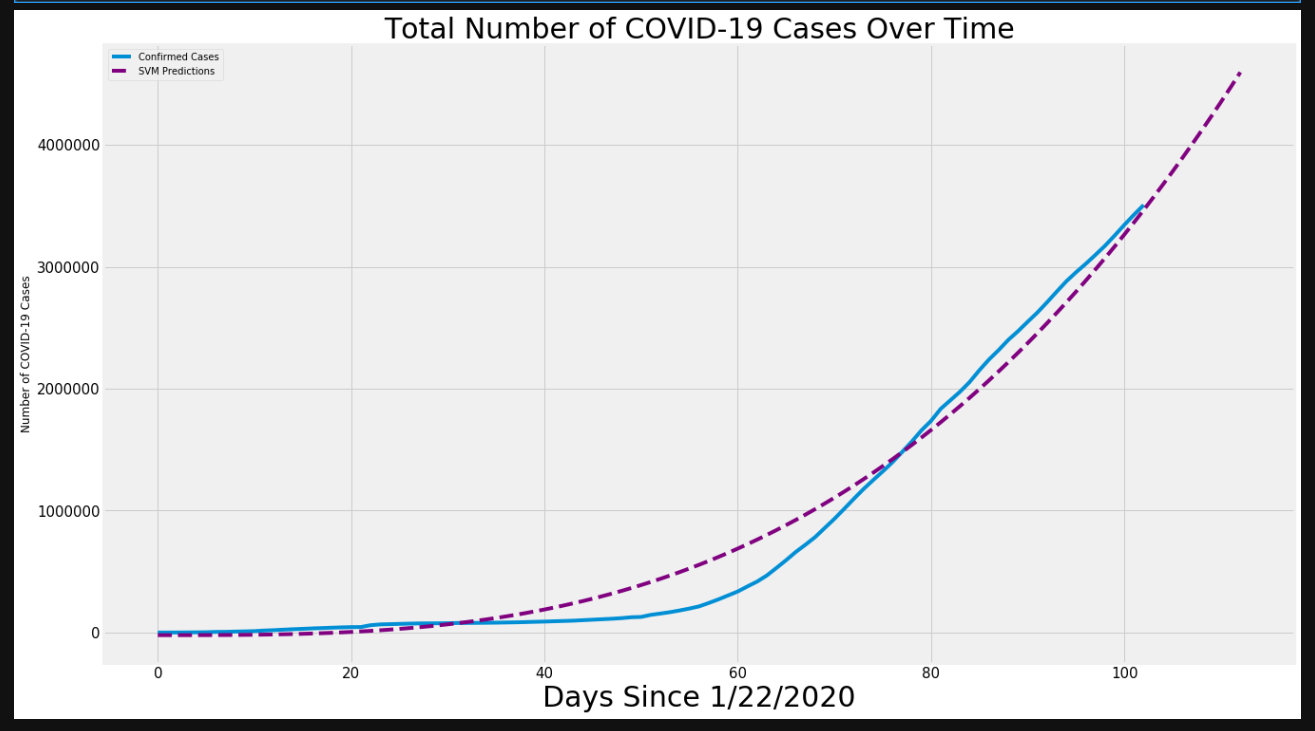 Total Number of COVID-19 Cases Over Time
Confirmed Cases
SVM Predictions
Number of COVID-19 Cases
4000000
3000000
2000000
1000000
0
0 20 40 60 80 100
Days Since 1/22/2020